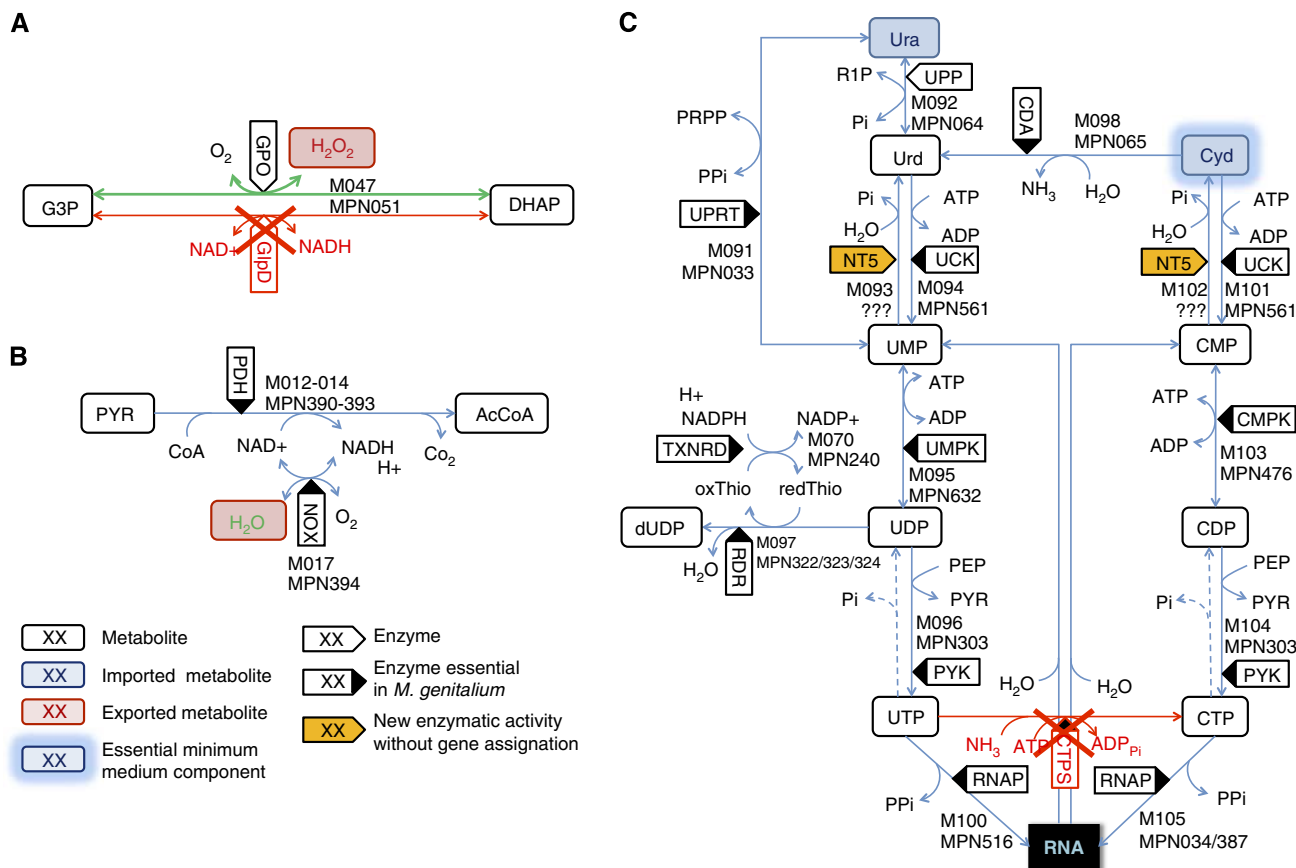 A
O2
GPO
H2O2
M047
MPN051
G3P
DHAP
NAD+
NADH
GlpD
B
PDH
M012-014
MPN390-393
PYR
AcCoA
CoA
NAD+
NADH
H+
Co2
H2O
NOX
O2
M017
MPN394
XX Metabolite
XX Imported metabolite
XX Exported metabolite
XX Essential minimum
medium component
XX Enzyme
XX Enzyme essential
in M. genitalium
XX New enzymatic activity
without gene assignation
C
Ura
R1P
UPP
M092
MPN064
Pi
PRPP
PPi
UPRT
M091
MPN033
Urd
CDA
M098
MPN065
NH3
H2O
Cyd
Pi
H2O
ATP
ADP
NT5
UCK
M093
???
M094
MPN561
Pi
H2O
ATP
ADP
NT5
UCK
M102
???
M101
MPN561
UMP
CMP
ATP
ADP
UMPK
M095
MPN632
ATP
ADP
CMPK
M103
MPN476
H+
NADPH
NADP+
M070
MPN240
TXNRD
oxThio
redThio
dUDP
UDP
CDP
H2O
RDR
M097
MPN322/323/324
Pi
PEP
PYR
M096
MPN303
PYK
Pi
PEP
PYR
M104
MPN303
PYK
H2O
H2O
UTP
CTP
NH3
ATP
CTPS
ADP Pi
RNAP
RNAP
PPi
PPi
M100
MPN516
M105
MPN034/387
RNA